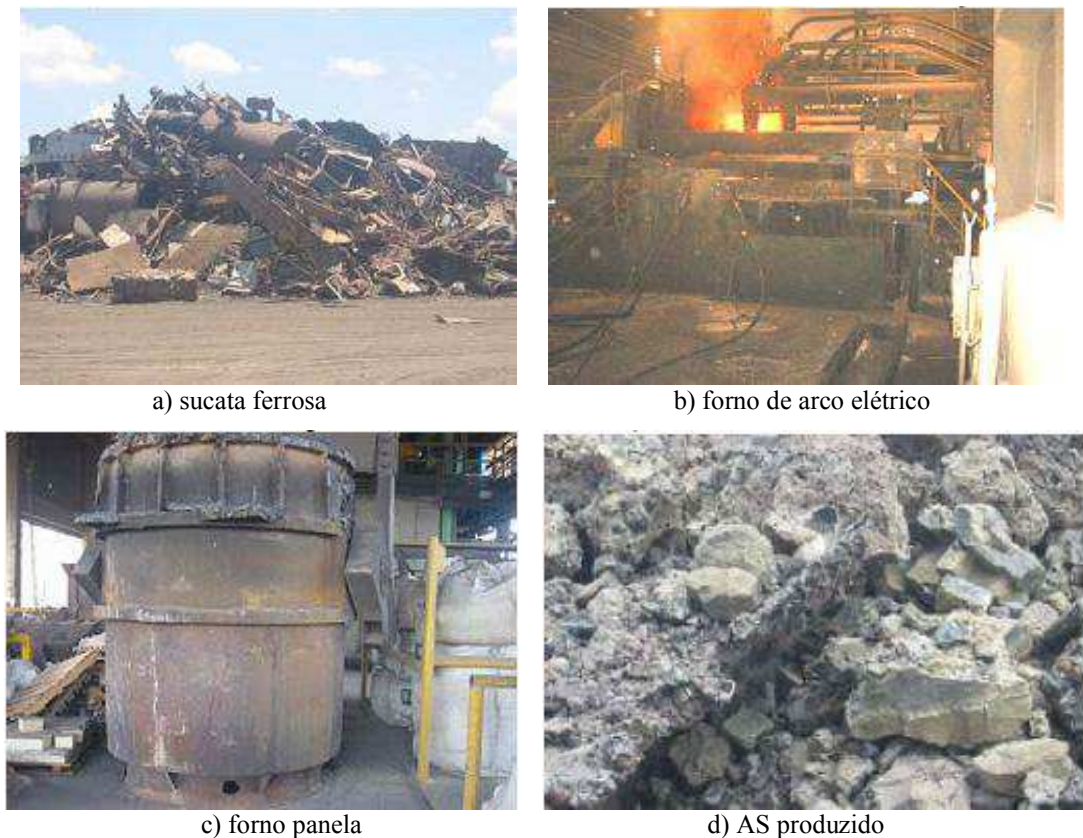 a) sucata ferrosa
b) forno de arco elétrico
c) forno panela
d) AS produzido